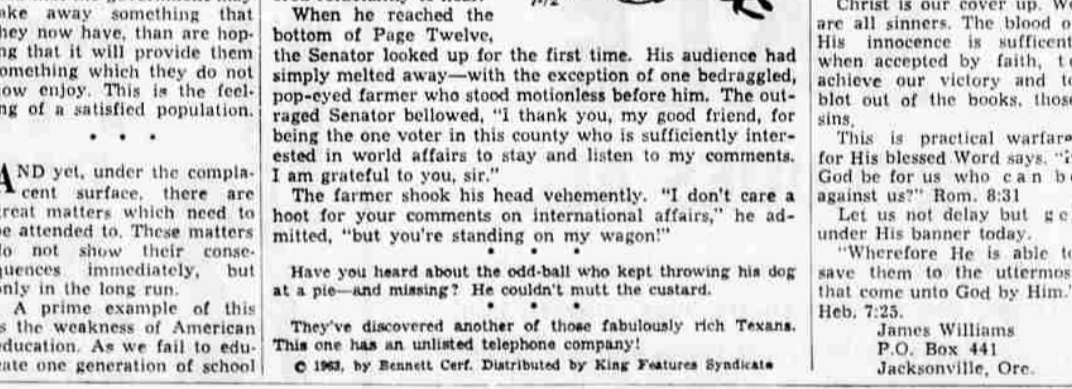 ake away something that
hey now have, than are hop-
ng that it will provide them
omething which they do not
ow enjoy. This is the feel-
ng of a satisfied population.
• • •
AND yet, under the compla-
cent surface, there are
reat matters which need to
e attended to. These matters
o not show their conse-
quences immediately, but
only in the long run.
A prime example of this
s the weakness of American
education. As we fail to edu-
cate one generation of school
When he reached the
bottom of Page Twelve,
the Senator looked up for the first time. His audience had
simply melted away—with the exception of one bedraggled,
pop-eyed farmer who stood motionless before him. The out-
raged Senator bellowed, "I thank you, my good friend, for
being the one voter in this county who is sufficiently inter-
ested in world affairs to stay and listen to my comments.
I am grateful to you, sir."
The farmer shook his head vehemently. "I don't care a
hoot for your comments on international affairs," he ad-
mitted, "but you're standing on my wagon!"
• • •
Have you heard about the odd-ball who kept throwing his dog
at a pie—and missing? He couldn't mutt the custard.
• • •
They've discovered another of those fabulously rich Texans.
This one has an unlisted telephone company!
© 1963, by Bennett Cerf. Distributed by King Features Syndicate
Christ is our cover up. We
are all sinners. The blood o
His innocence is sufficent
when accepted by faith, to
achieve our victory and to
blot out of the books, those
sins,
This is practical warfare
for His blessed Word says. "if
God be for us who can be
against us?" Rom. 8:31
Let us not delay but ge
under His banner today.
"Wherefore He is able to
save them to the uttermos
that come unto God by Him."
Heb. 7:25.
James Williams
P.O. Box 441
Jacksonville, Ore.